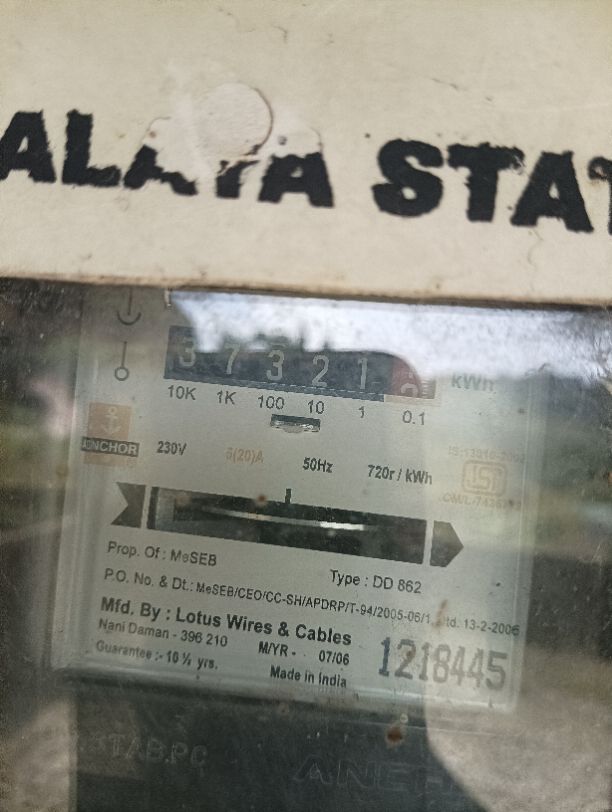 ALAYA STAT
3 7 3 2 1
kWh
10K 1K 100 10 1 0.1
ANCHOR
230V 5(20)A 50Hz 720r / kWh
Prop. Of : MeSEB
Type : DD 862
P.O. No. & Dt.: MeSEB/CEO/CC-SH/APDRP/T-94/2005-06/1 dtd. 13-2-2006
Mfd. By : Lotus Wires & Cables
Nani Daman - 396 210
M/YR - 07/06
1218445
Guarantee :- 10 ½ yrs.
Made in India